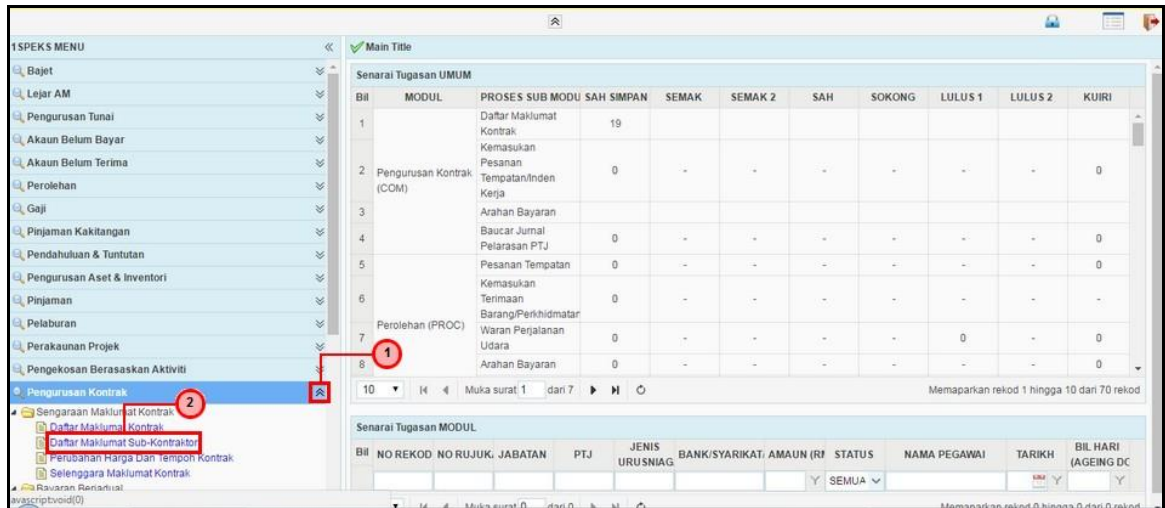 1SPEKS MENU
Bajet
Lejar AM
Pengurusan Tunai
Akaun Belum Bayar
Akaun Belum Terima
Perolehan
Gaji
Pinjaman Kakitangan
Pendahuluan & Tuntutan
Pengurusan Aset & Inventori
Pinjaman
Pelaburan
Perakaunan Projek
Pengekosan Berasaskan Aktiviti
Pengurusan Kontrak
1
2
Sengaraan Maklumat Kontrak
Daftar Maklumat Kontrak
Daftar Maklumat Sub-Kontraktor
Perubahan Harga Dan Tempoh Kontrak
Selenggara Maklumat Kontrak
Bayaran Berjadual
avascript:void(0)
Main Title
Senarai Tugasan UMUM
Bil MODUL PROSES SUB MODU SAH SIMPAN SEMAK SEMAK 2 SAH SOKONG LULUS 1 LULUS 2 KUIRI
1 Daftar Maklumat Kontrak 19
2 Pengurusan Kontrak (COM) Kemasukan Pesanan Tempatan/Inden Kerja 0 - - - - - - 0
3 Arahan Bayaran
4 Baucar Jurnal Pelarasan PTJ 0 - - - - - - 0
5 Pesanan Tempatan 0 - - - - - - 0
6 Kemasukan Terimaan Barang/Perkhidmatan 0 - - - - - - -
7 Perolehan (PROC) Waran Perjalanan Udara 0 - - - - 0 - 0
8 Arahan Bayaran 0 - - - - - - 0
10 Muka surat 1 dari 7 Memaparkan rekod 1 hingga 10 dari 70 rekod
Senarai Tugasan MODUL
Bil NO REKOD NO RUJUK. JABATAN PTJ JENIS URUSNIAG. BANK/SYARIKAT. AMAUN (RM STATUS NAMA PEGAWAI TARIKH BIL HARI (AGEING DC
SEMUA
Muka surat 0 dari 0 Memaparkan rekod 0 hingga 0 dari 0 rekod